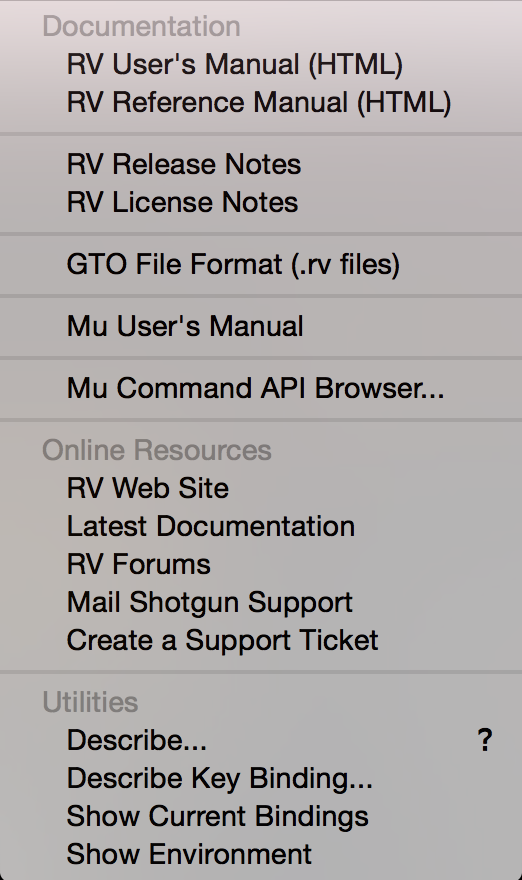 Documentation
RV User's Manual (HTML)
RV Reference Manual (HTML)
RV Release Notes
RV License Notes
GTO File Format (.rv files)
Mu User's Manual
Mu Command API Browser...
Online Resources
RV Web Site
Latest Documentation
RV Forums
Mail Shotgun Support
Create a Support Ticket
Utilities
Describe... ?
Describe Key Binding...
Show Current Bindings
Show Environment